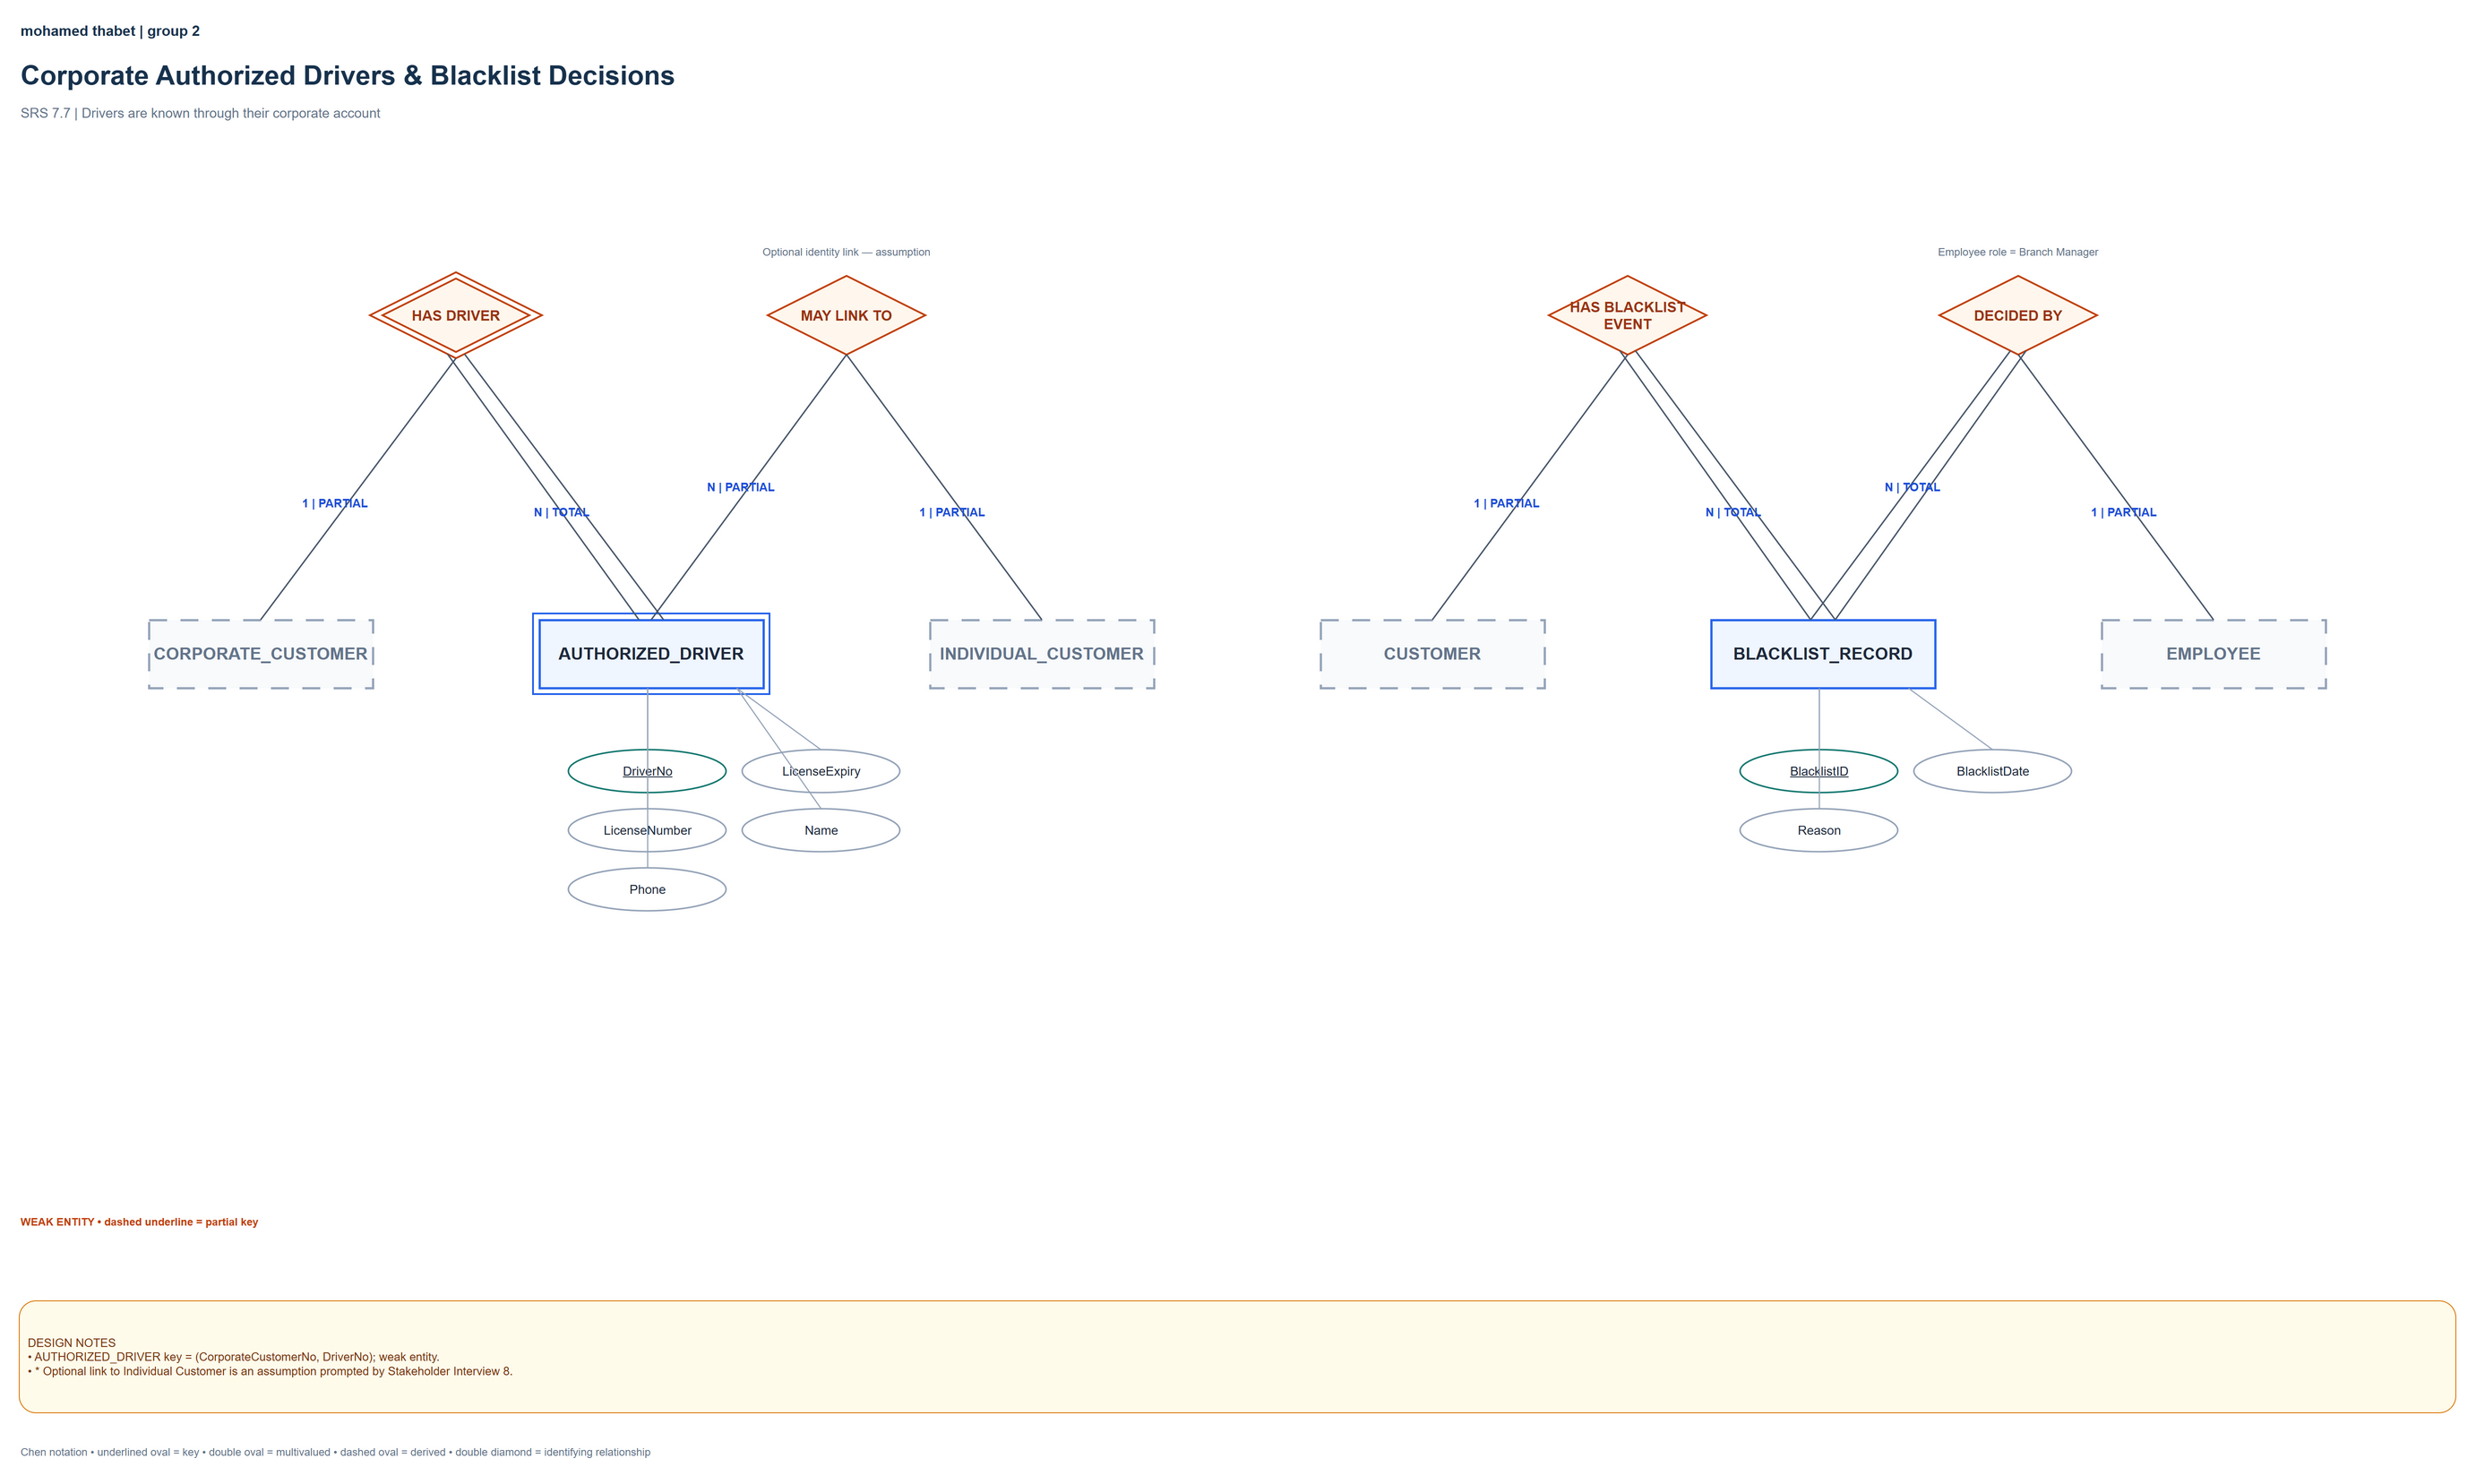 mohamed thabet | group 2
Corporate Authorized Drivers & Blacklist Decisions
SRS 7.7 | Drivers are known through their corporate account
Optional identity link — assumption
Employee role = Branch Manager
HAS DRIVER
MAY LINK TO
HAS BLACKLIST
EVENT
DECIDED BY
1 | PARTIAL
N | TOTAL
N | PARTIAL
1 | PARTIAL
1 | PARTIAL
N | TOTAL
N | TOTAL
1 | PARTIAL
CORPORATE_CUSTOMER
AUTHORIZED_DRIVER
INDIVIDUAL_CUSTOMER
CUSTOMER
BLACKLIST_RECORD
EMPLOYEE
DriverNo
LicenseExpiry
BlacklistID
BlacklistDate
LicenseNumber
Name
Reason
Phone
WEAK ENTITY • dashed underline = partial key
DESIGN NOTES
• AUTHORIZED_DRIVER key = (CorporateCustomerNo, DriverNo); weak entity.
• * Optional link to Individual Customer is an assumption prompted by Stakeholder Interview 8.
Chen notation • underlined oval = key • double oval = multivalued • dashed oval = derived • double diamond = identifying relationship